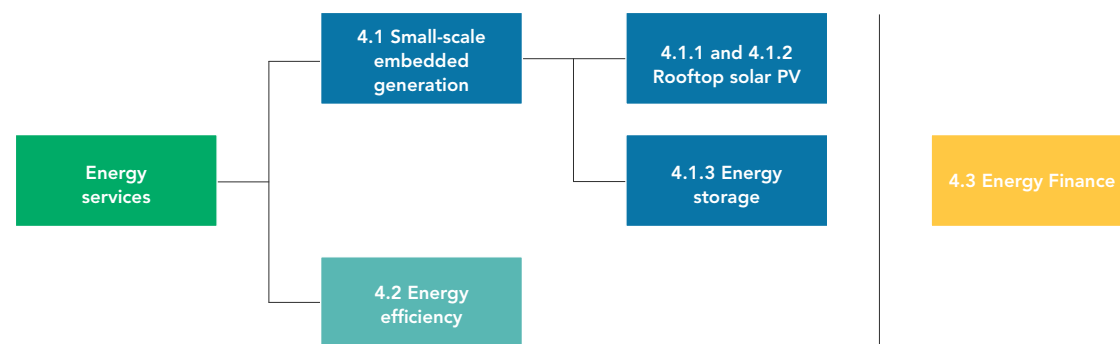 4.1 Small-scale
embedded
generation
4.1.1 and 4.1.2
Rooftop solar PV
Energy
services
4.1.3 Energy
storage
4.3 Energy Finance
4.2 Energy
efficiency